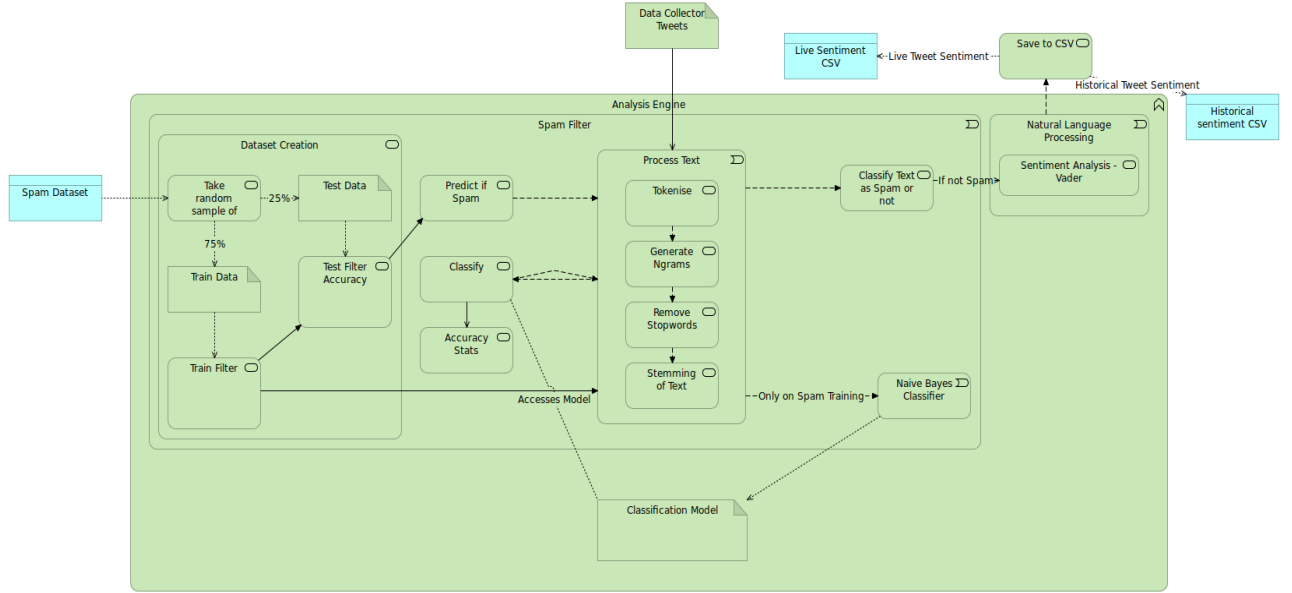 Data Collector
Tweets
Live Sentiment
CSV
Live Tweet Sentiment
Save to CSV
Historical Tweet Sentiment
Historical
sentiment CSV
Analysis Engine
Spam Filter
Natural Language
Processing
Sentiment Analysis -
Vader
Dataset Creation
Spam Dataset
Take
random
sample of
25%
Test Data
75%
Train Data
Test Filter
Accuracy
Train Filter
Predict if
Spam
Classify
Accuracy
Stats
Accesses Model
Process Text
Tokenise
Generate
Ngrams
Remove
Stopwords
Stemming
of Text
Classify Text
as Spam or
not
If not Spam
Only on Spam Training
Naive Bayes
Classifier
Classification Model